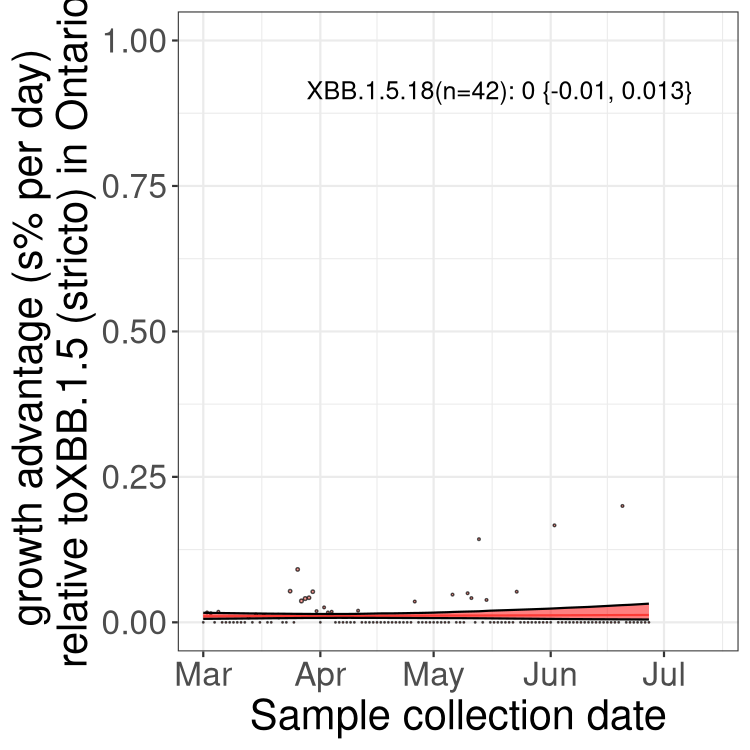 growth advantage (s% per day)
relative toXBB.1.5 (stricto) in Ontario
1.00
0.75
0.50
0.25
0.00
XBB.1.5.18(n=42): 0 {-0.01, 0.013}
Mar Apr May Jun Jul
Sample collection date